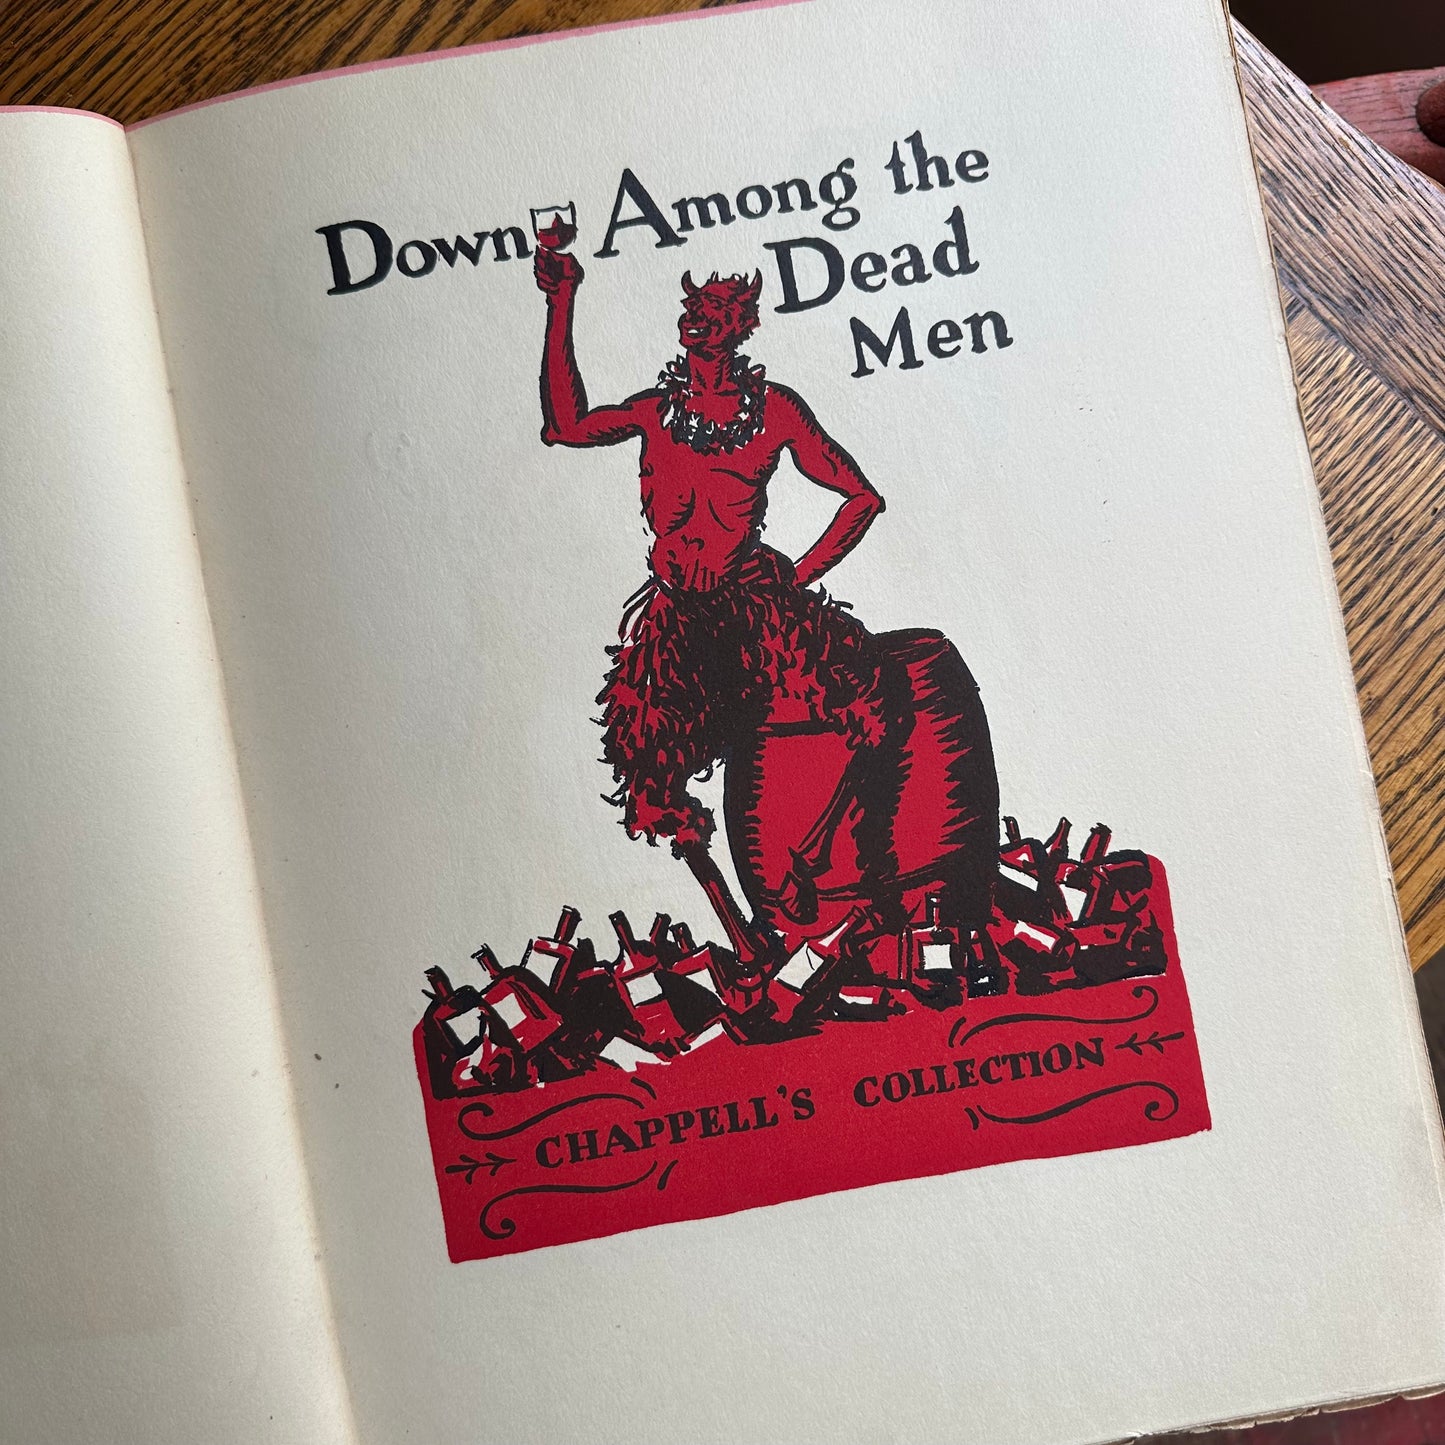 Down Among the
Dead
Men
CHAPPELL'S COLLECTION